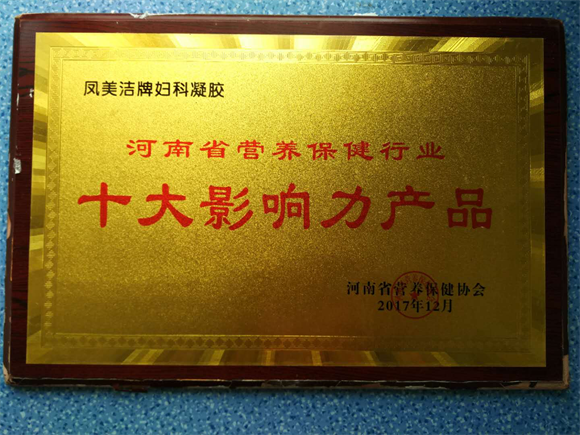 凤美洁牌妇科凝胶
河南省营养保健行业
十大影响力产品
河南省营养保健协会
2017年12月